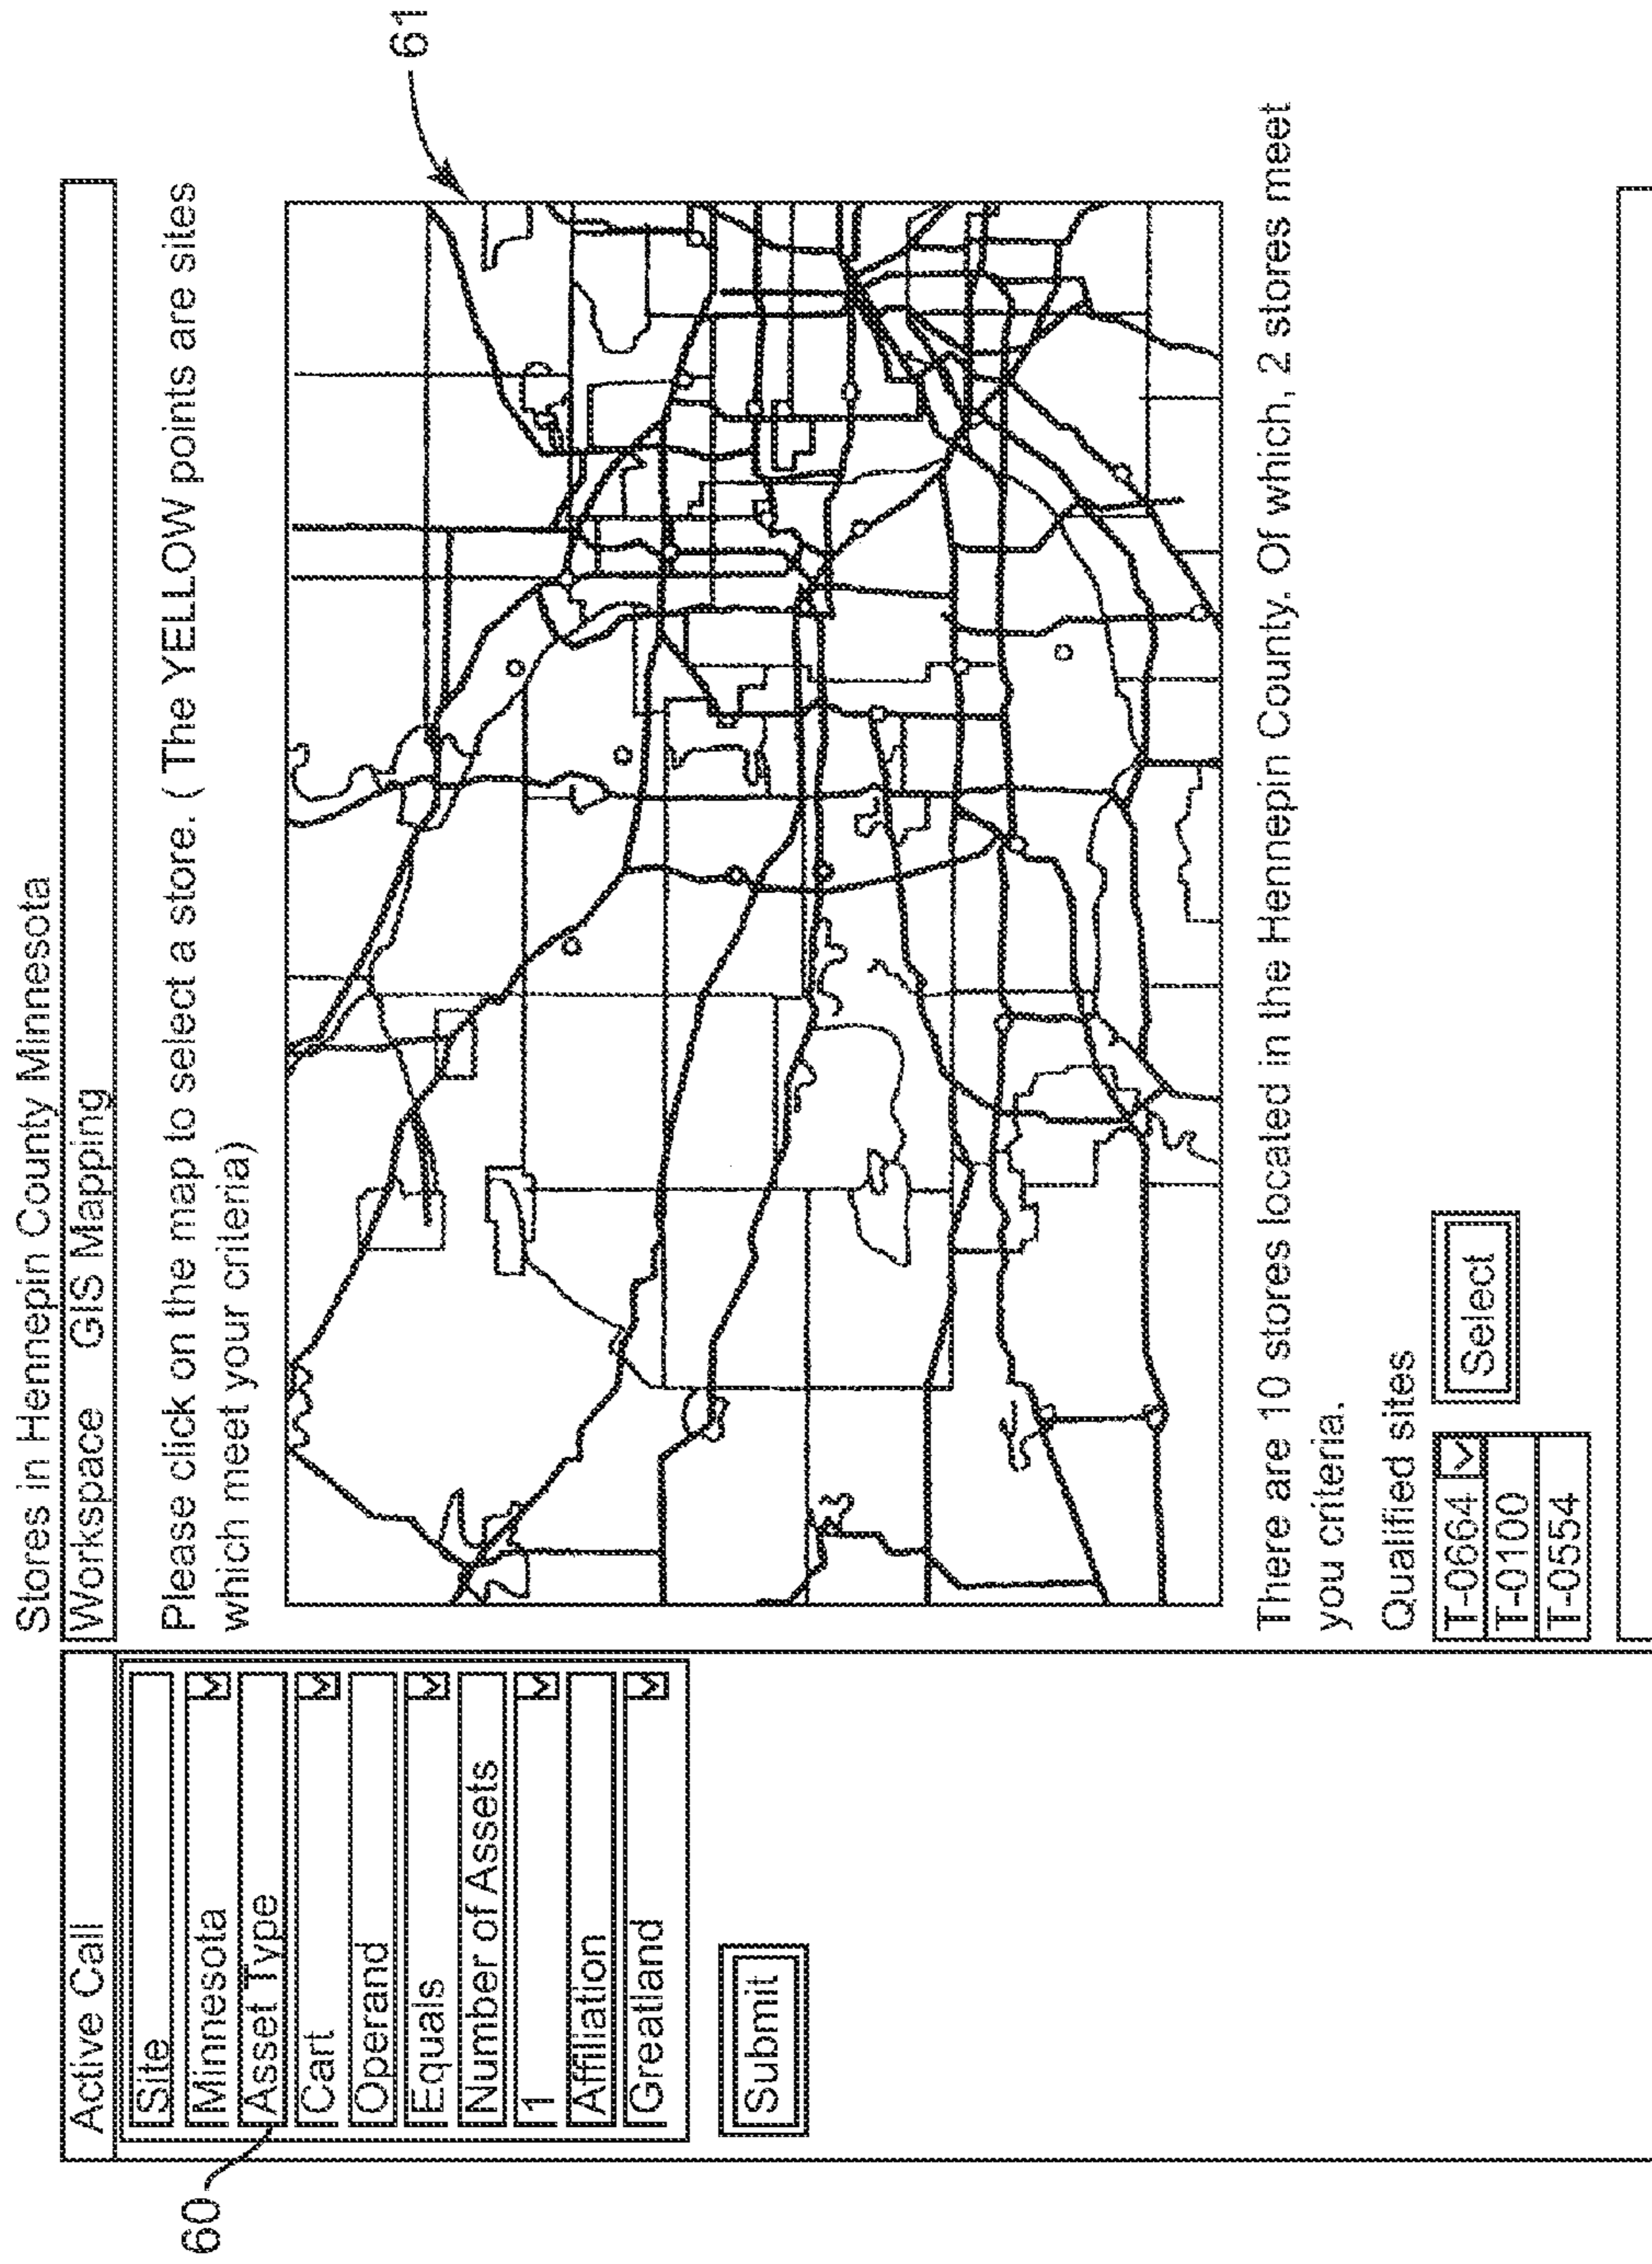 Stores in Hennepin County Minnesota
Active Call
Workspace GIS Mapping
60
Site
Minnesota
Asset Type
Cart
Operand
Equals
Number of Assets
1
Affiliation
Greatland
Submit
Please click on the map to select a store. ( The YELLOW points are sites
which meet your criteria)
61
There are 10 stores located in the Hennepin County. Of which, 2 stores meet
you criteria.
Qualified sites
T-0664
T-0100
T-0554
Select